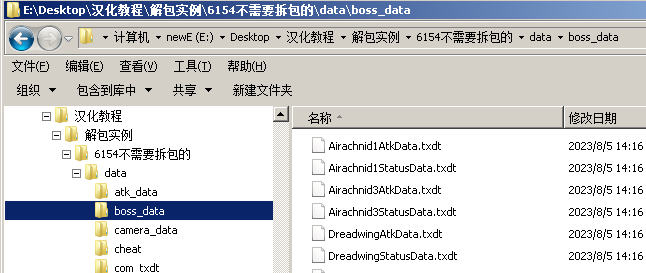 E:\Desktop\汉化教程\解包实例\6154不需要拆包的\data\boss_data
计算机 newE (E:) Desktop 汉化教程 解包实例 6154不需要拆包的 data boss_data
文件(F) 编辑(E) 查看(V) 工具(T) 帮助(H)
组织 包含到库中 共享 新建文件夹
汉化教程
解包实例
6154不需要拆包的
data
atk_data
boss_data
camera_data
cheat
com_txdt
名称 修改日期
Airachnid1AtkData.txdt 2023/8/5 14:16
Airachnid1StatusData.txdt 2023/8/5 14:16
Airachnid3AtkData.txdt 2023/8/5 14:16
Airachnid3StatusData.txdt 2023/8/5 14:16
DreadwingAtkData.txdt 2023/8/5 14:16
DreadwingStatusData.txdt 2023/8/5 14:16